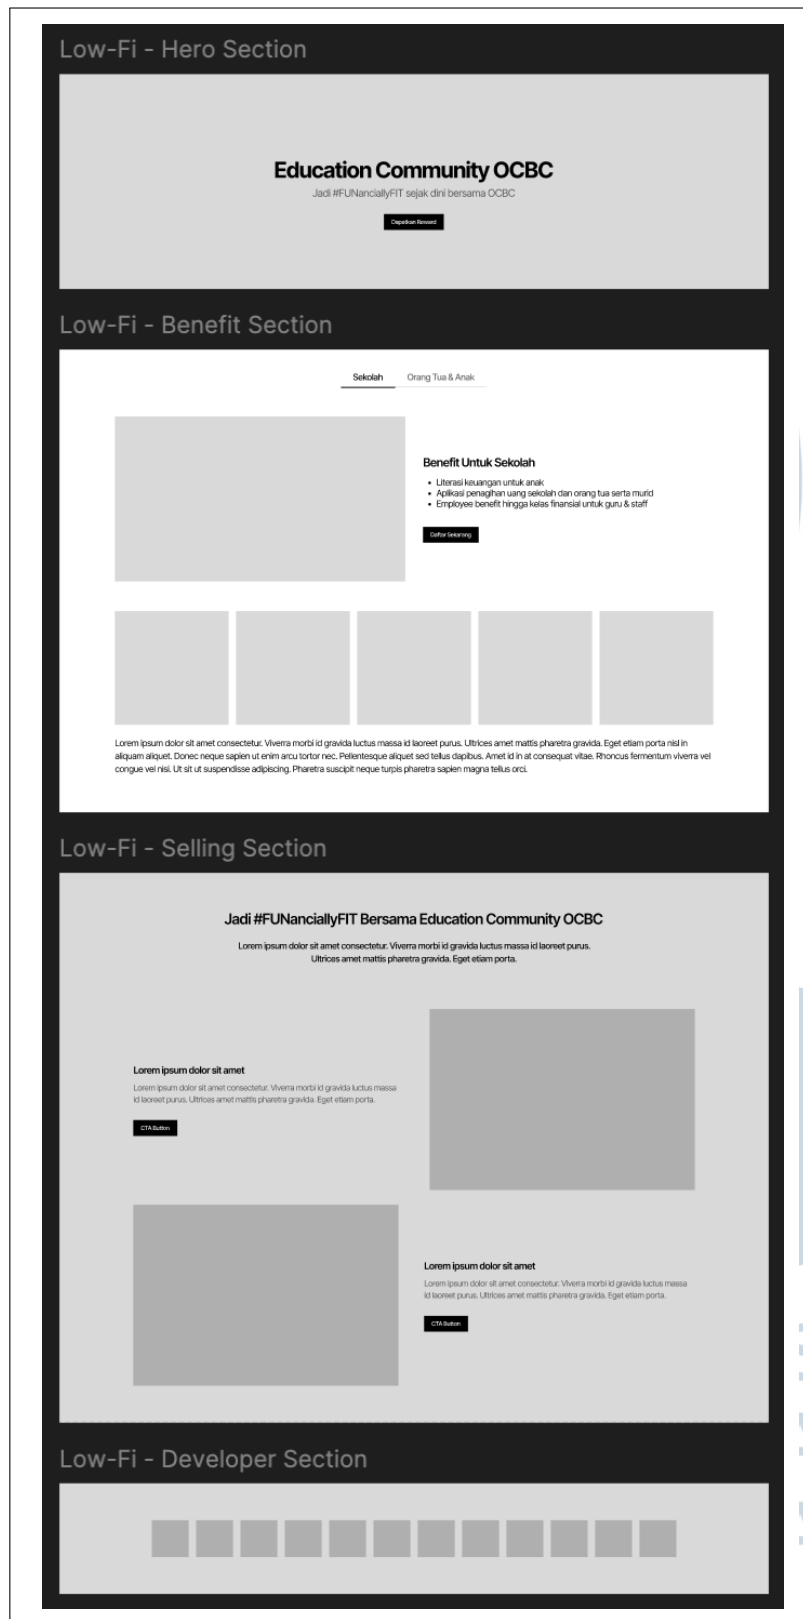 Low-Fi - Hero Section
Education Community OCBC
Jadi #FUNanciallyFIT sejak dini bersama OCBC
Dapatkan Reward
Low-Fi - Benefit Section
Sekolah
Orang Tua & Anak
Benefit Untuk Sekolah
• Literasi keuangan untuk anak
• Aplikasi penagihan uang sekolah dan orang tua serta murid
• Employee benefit hingga kelas finansial untuk guru & staff
Daftar Sekarang
Lorem ipsum dolor sit amet consectetur. Viverra morbi id gravida luctus massa id laoreet purus. Ultrices amet mattis pharetra gravida. Eget etiam porta nisl in
aliquam aliquet. Donec neque sapien ut enim arcu tortor nec. Pellentesque aliquet sed tellus dapibus. Amet id in at consequat vitae. Rhoncus fermentum viverra vel
congue vel nisi. Ut sit ut suspendisse adipiscing. Pharetra suscipit neque turpis pharetra sapien magna tellus orci.
Low-Fi - Selling Section
Jadi #FUNanciallyFIT Bersama Education Community OCBC
Lorem ipsum dolor sit amet consectetur. Viverra morbi id gravida luctus massa id laoreet purus.
Ultrices amet mattis pharetra gravida. Eget etiam porta.
Lorem ipsum dolor sit amet
Lorem ipsum dolor sit amet consectetur. Viverra morbi id gravida luctus massa
id laoreet purus. Ultrices amet mattis pharetra gravida. Eget etiam porta.
CTA Button
Lorem ipsum dolor sit amet
Lorem ipsum dolor sit amet consectetur. Viverra morbi id gravida luctus massa
id laoreet purus. Ultrices amet mattis pharetra gravida. Eget etiam porta.
CTA Button
Low-Fi - Developer Section